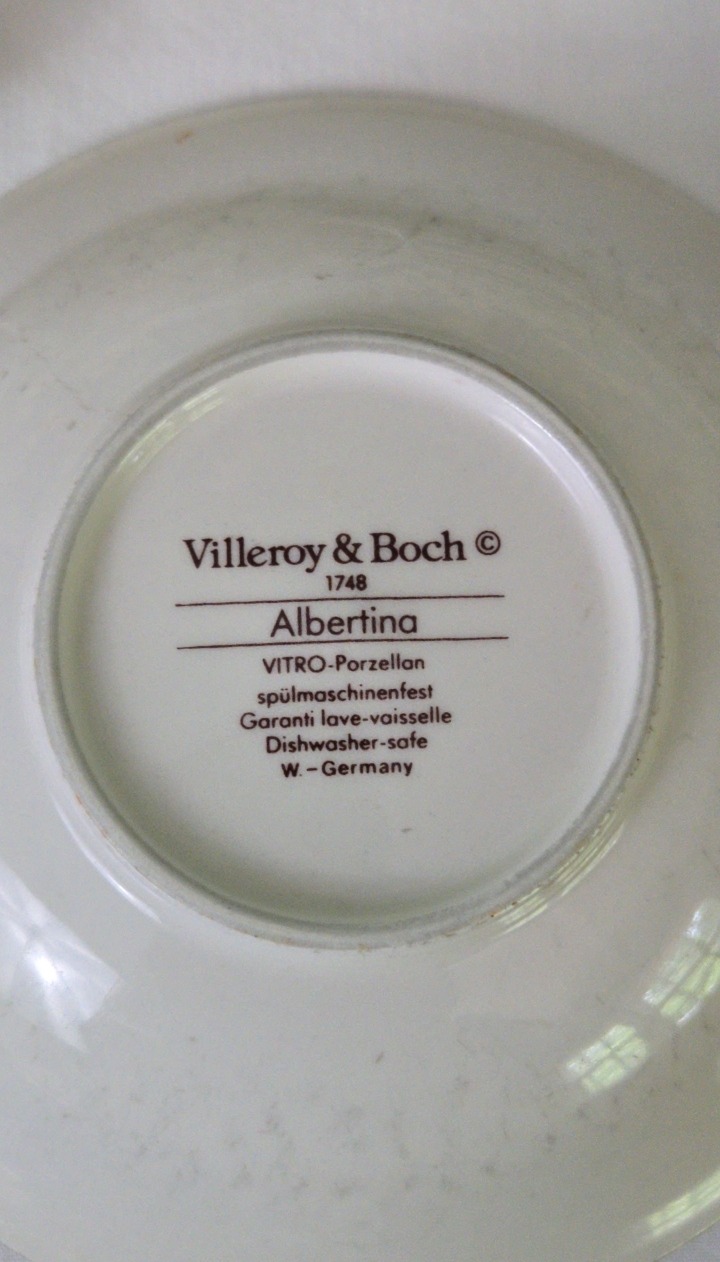 Villeroy & Boch ©
1748
Albertina
VITRO-Porzellan
spülmaschinenfest
Garanti lave-vaisselle
Dishwasher-safe
W.-Germany